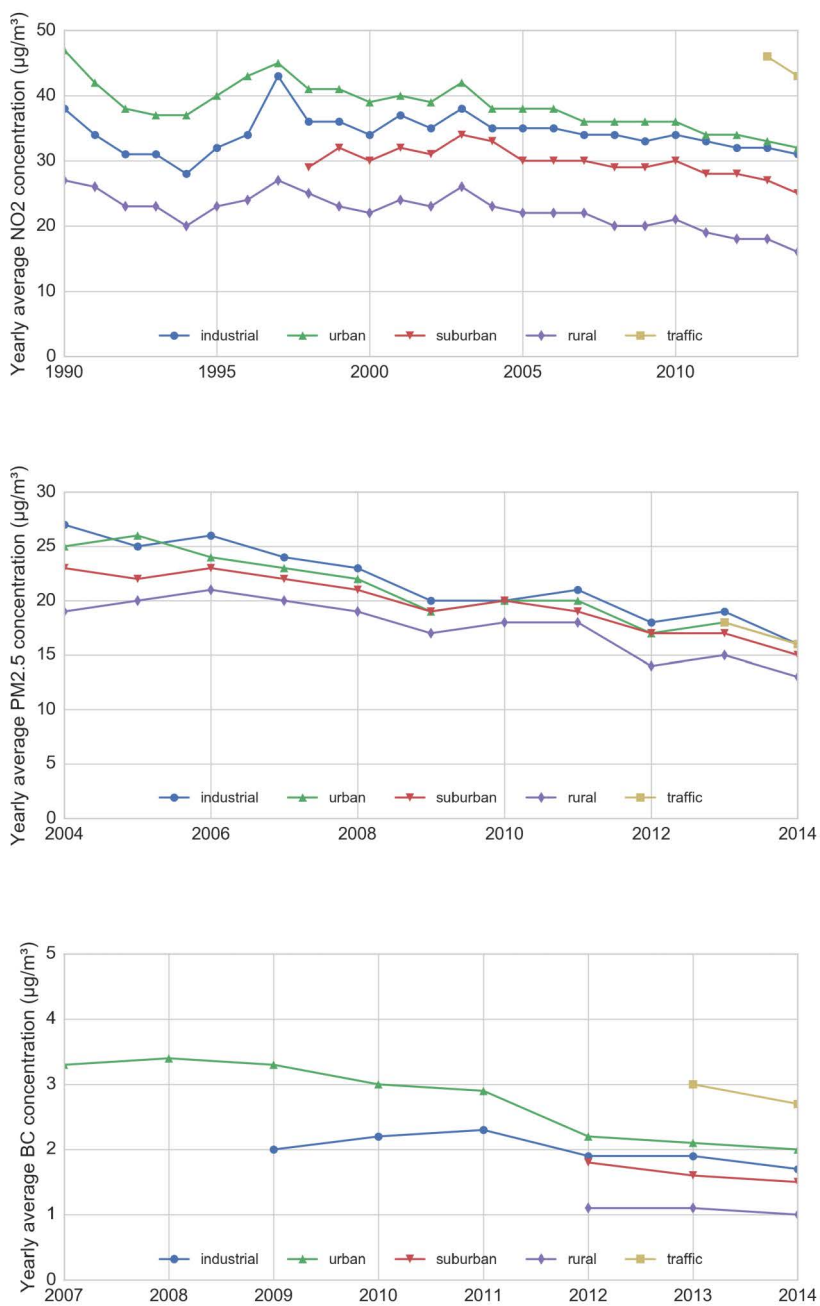 Yearly average NO2 concentration (µg/m³)
50
40
30
20
10
0
industrial urban suburban rural traffic
1990 1995 2000 2005 2010
Yearly average PM2.5 concentration (µg/m³)
30
25
20
15
10
5
0
industrial urban suburban rural traffic
2004 2006 2008 2010 2012 2014
Yearly average BC concentration (µg/m³)
5
4
3
2
1
0
industrial urban suburban rural traffic
2007 2008 2009 2010 2011 2012 2013 2014